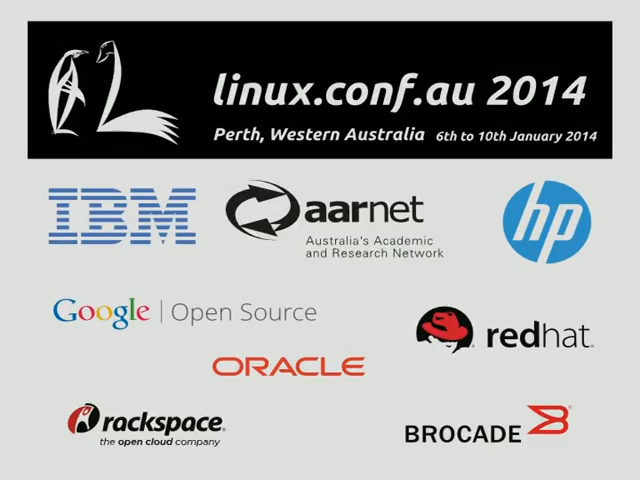 linux.conf.au 2014
Perth, Western Australia 6th to 10th January 2014
IBM
aarnet
Australia's Academic
and Research Network
hp
Google | Open Source
redhat.
ORACLE
rackspace®
the open cloud company
BROCADE